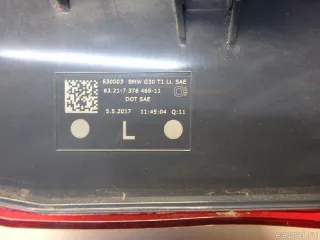 630003 BMW G30 T1 LL SAE
63.21-7 376 469-11
DOT SAE
5.5.2017 11:45:04 Q:11
L